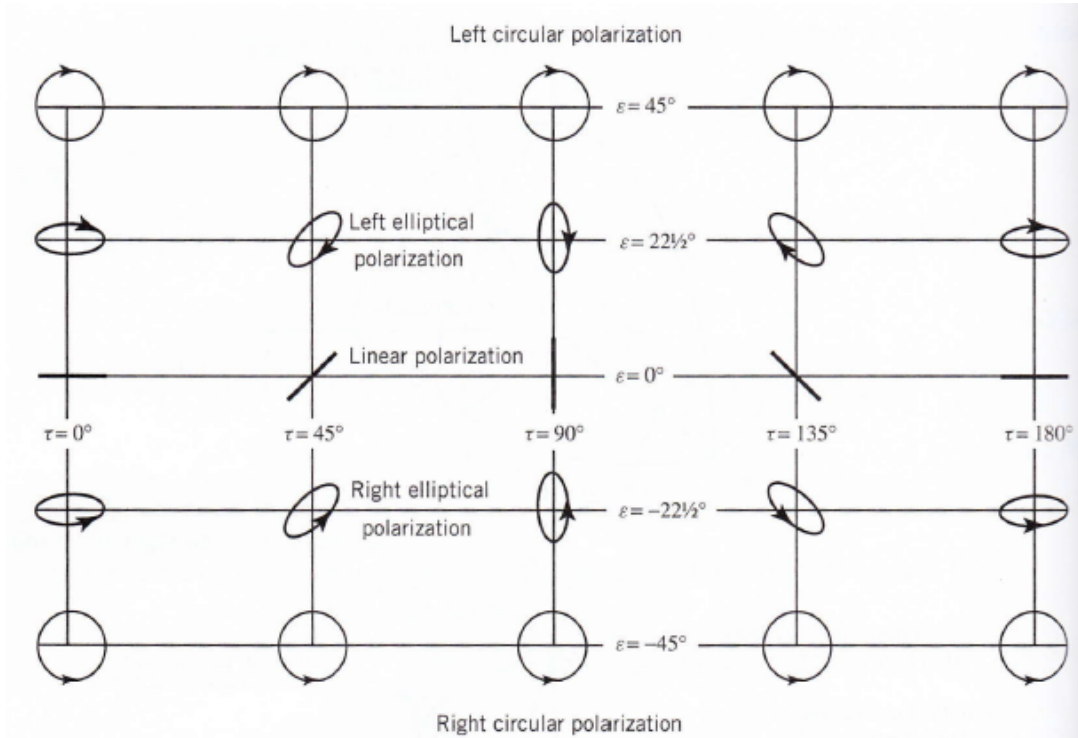 Left circular polarization
ε = 45°
Left elliptical
polarization
ε = 22½°
Linear polarization
ε = 0°
τ = 0°
τ = 45°
τ = 90°
τ = 135°
τ = 180°
Right elliptical
polarization
ε = –22½°
ε = –45°
Right circular polarization